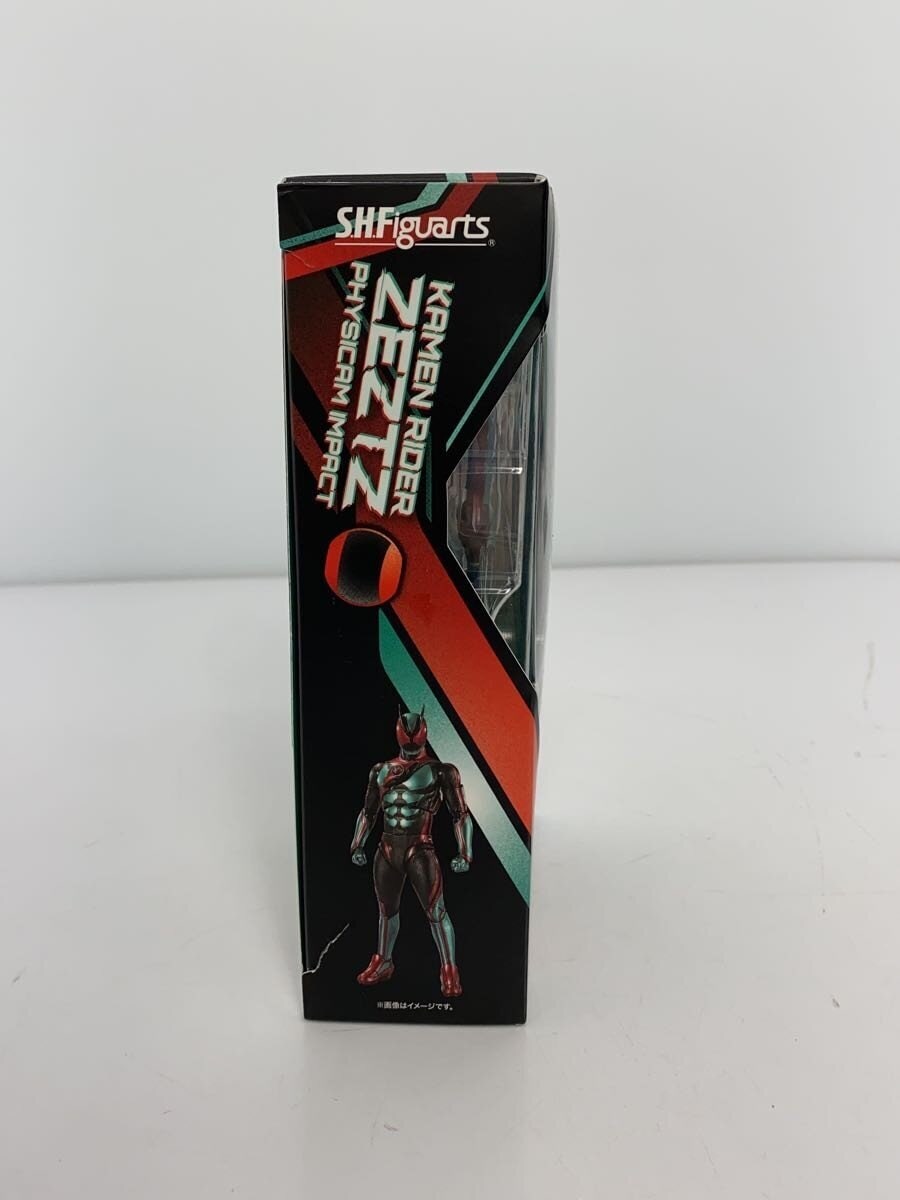 S.H.Figuarts®
KAMEN RIDER
ZEZTZ
PHYSICAM IMPACT
※画像はイメージです。